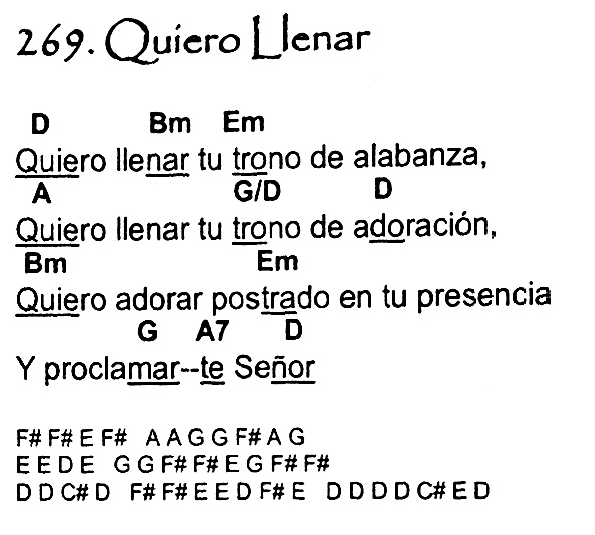 269. Quiero Llenar
D Bm Em
Quiero llenar tu trono de alabanza,
A G/D D
Quiero llenar tu trono de adoración,
Bm Em
Quiero adorar postrado en tu presencia
G A7 D
Y proclamar--te Señor
F# F# E F# A A G G F# A G
E E D E G G F# F# E G F# F#
D D C# D F# F# E E D F# E D D D D C# E D